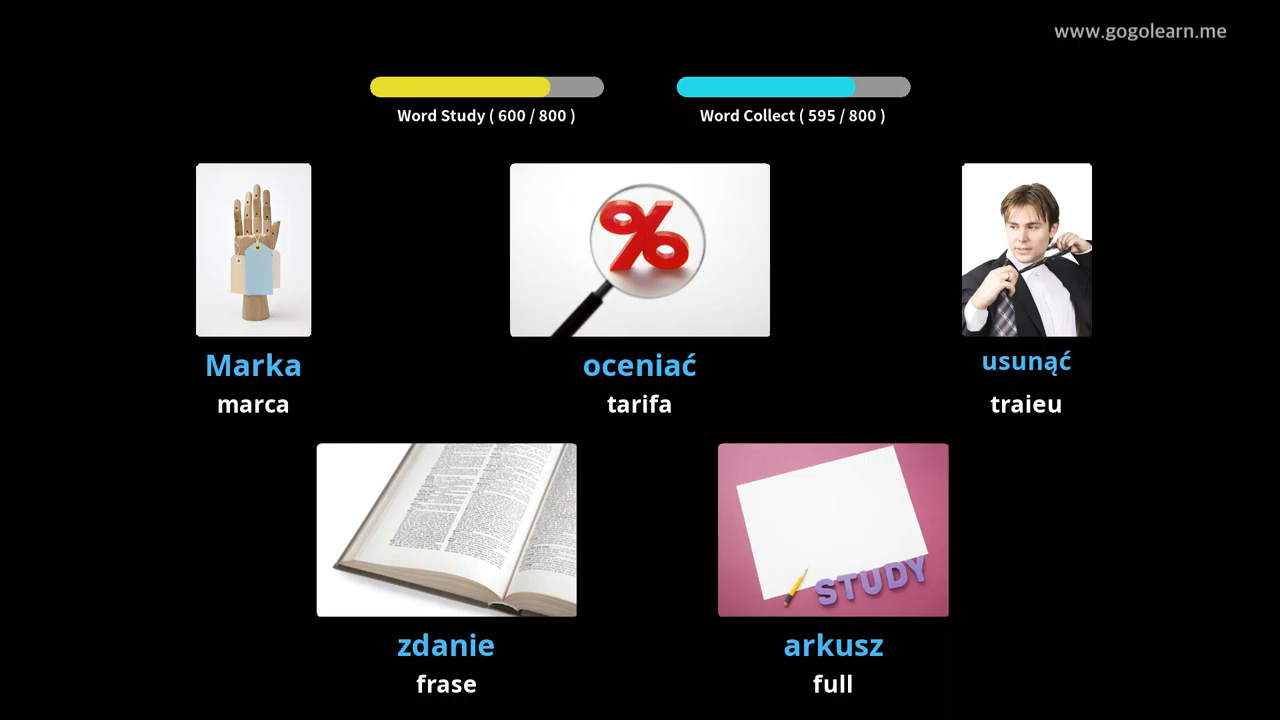 www.gogolearn.me
Word Study ( 600 / 800 )
Word Collect ( 595 / 800 )
%
Marka
marca
oceniać
tarifa
usunąć
traieu
STUDY
zdanie
frase
arkusz
full